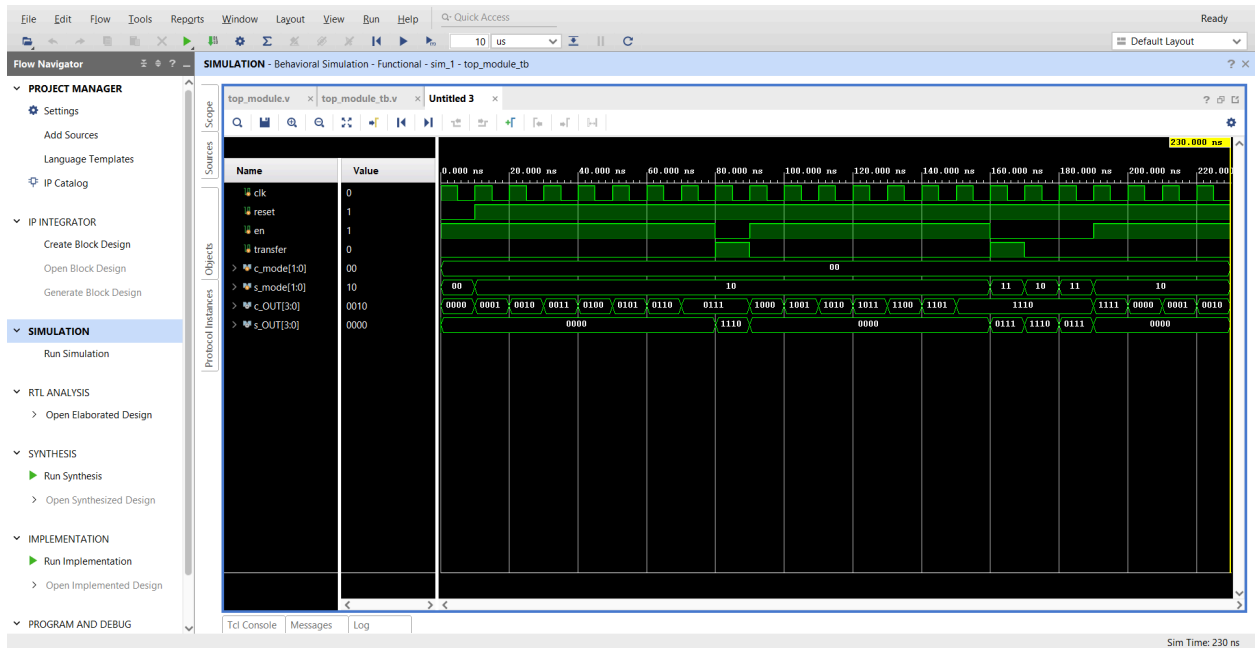 File Edit Flow Tools Reports Window Layout View Run Help Q- Quick Access Ready
10 us Default Layout
Flow Navigator ? SIMULATION - Behavioral Simulation - Functional - sim_1 - top_module_tb ? ×
PROJECT MANAGER
Settings
Add Sources
Language Templates
IP Catalog
IP INTEGRATOR
Create Block Design
Open Block Design
Generate Block Design
SIMULATION
Run Simulation
RTL ANALYSIS
Open Elaborated Design
SYNTHESIS
Run Synthesis
Open Synthesized Design
IMPLEMENTATION
Run Implementation
Open Implemented Design
PROGRAM AND DEBUG
Scope
Sources
Objects
Protocol Instances
top_module.v × top_module_tb.v × Untitled 3 × ?
230.000 ns
Name Value 0.000 ns 20.000 ns 40.000 ns 60.000 ns 80.000 ns 100.000 ns 120.000 ns 140.000 ns 160.000 ns 180.000 ns 200.000 ns 220.00
clk 0
reset 1
en 1
transfer 0
c_mode[1:0] 00 00
s_mode[1:0] 10 00 10 11 10 11 10
c_OUT[3:0] 0010 0000 0001 0010 0011 0100 0101 0110 0111 1000 1001 1010 1011 1100 1101 1110 1111 0000 0001 0010
s_OUT[3:0] 0000 0000 1110 0000 0111 1110 0111 0000
Tcl Console Messages Log
Sim Time: 230 ns